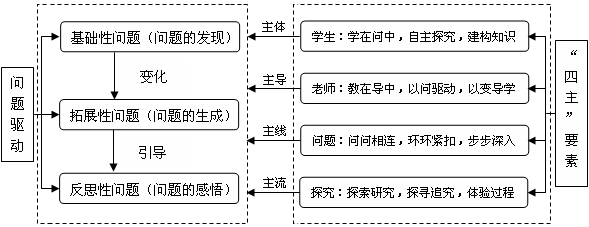 问题驱动
基础性问题（问题的发现）
变化
拓展性问题（问题的生成）
引导
反思性问题（问题的感悟）
主体
主导
主线
主流
学生：学在问中，自主探究，建构知识
老师：教在导中，以问驱动，以变导学
问题：问问相连，环环紧扣，步步深入
探究：探索研究，探寻追究，体验过程
“四主”要素